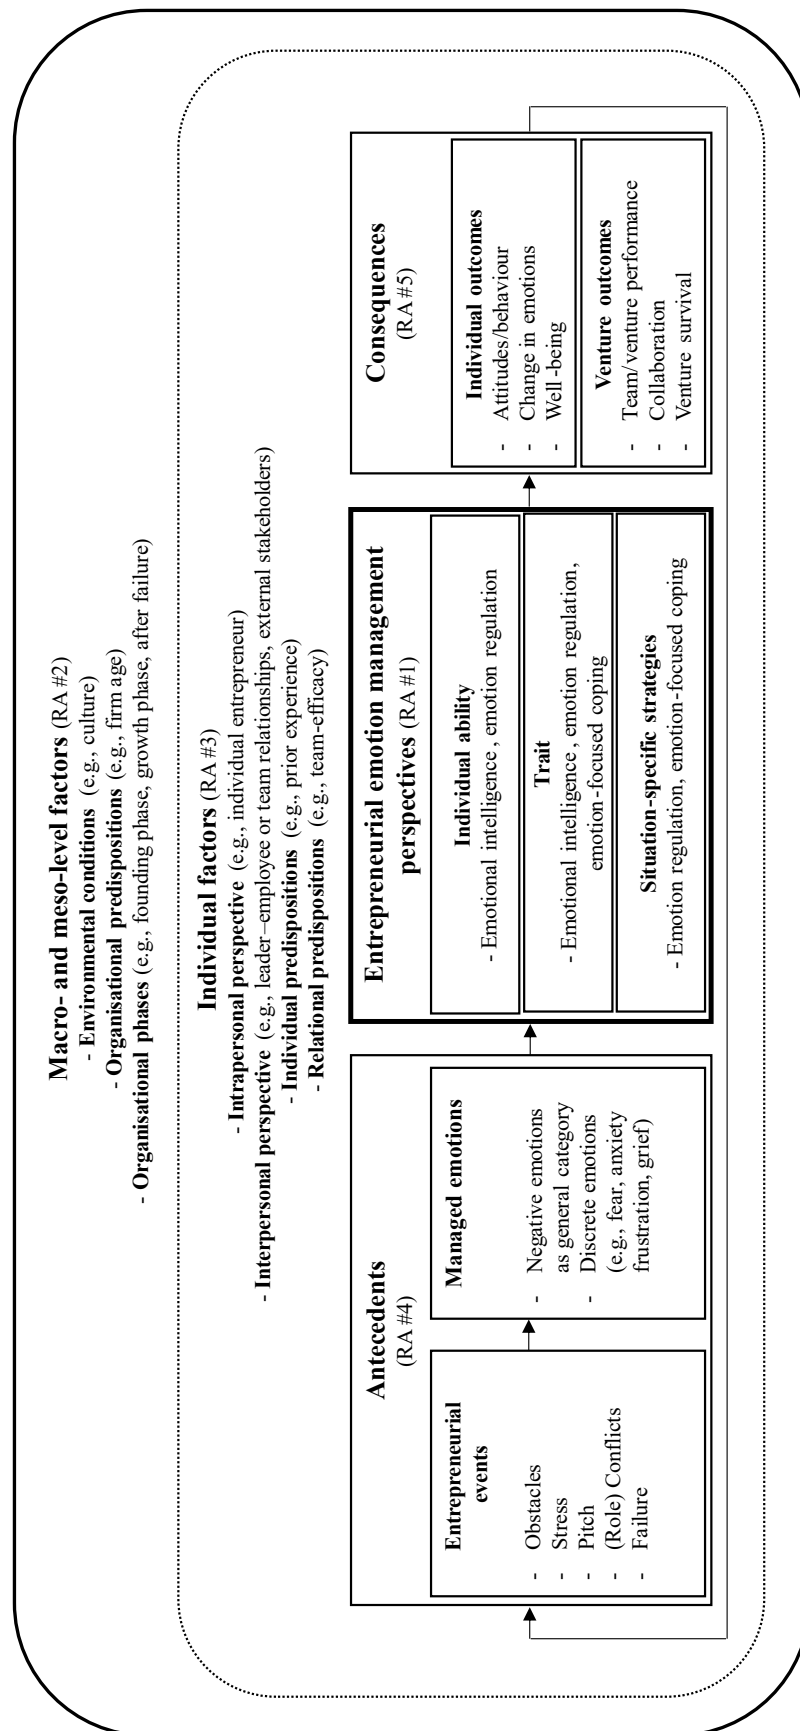 Macro- and meso-level factors (RA #2)
- Environmental conditions (e.g., culture)
- Organisational predispositions (e.g., firm age)
- Organisational phases (e.g., founding phase, growth phase, after failure)
Individual factors (RA #3)
- Intrapersonal perspective (e.g., individual entrepreneur)
- Interpersonal perspective (e.g., leader–employee or team relationships, external stakeholders)
- Individual predispositions (e.g., prior experience)
- Relational predispositions (e.g., team-efficacy)
Antecedents
(RA #4)
Entrepreneurial
events
- Obstacles
- Stress
- Pitch
- (Role) Conflicts
- Failure
Managed emotions
- Negative emotions
as general category
- Discrete emotions
(e.g., fear, anxiety
frustration, grief)
Entrepreneurial emotion management
perspectives (RA #1)
Individual ability
- Emotional intelligence , emotion regulation
Trait
- Emotional intelligence , emotion regulation,
emotion-focused coping
Situation-specific strategies
- Emotion regulation, emotion-focused coping
Consequences
(RA #5)
Individual outcomes
- Attitudes/behaviour
- Change in emotions
- Well -being
Venture outcomes
- Team/venture performance
- Collaboration
- Venture survival